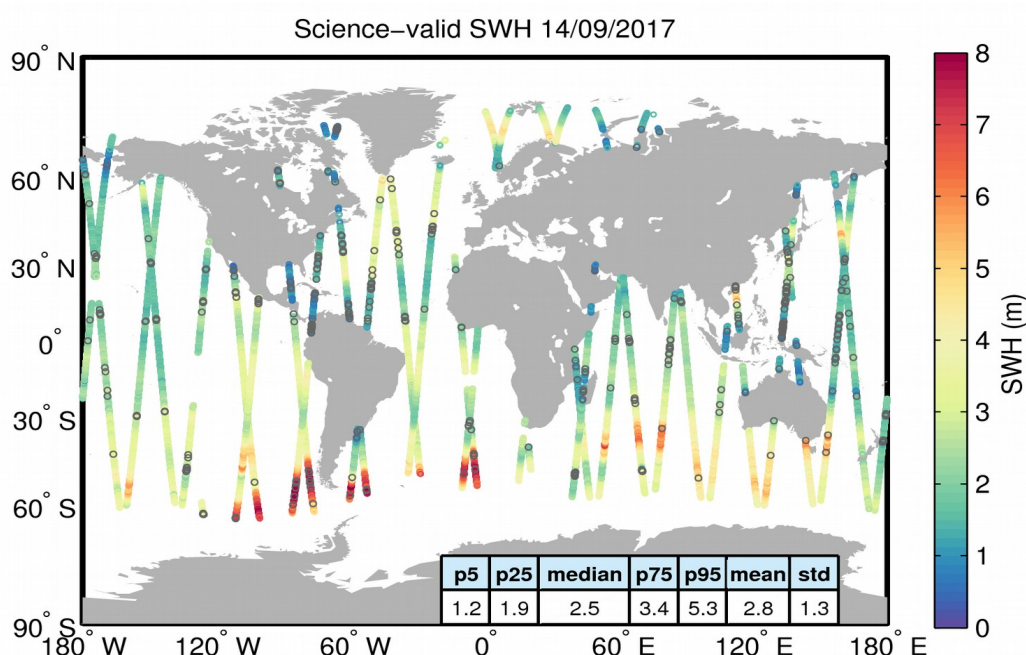 Science−valid SWH 14/09/2017
90° N
60° N
30° N
0°
30° S
60° S
90° S
180° W
120° W
60° W
0°
60° E
120° E
180° E
p5 p25 median p75 p95 mean std
1.2 1.9 2.5 3.4 5.3 2.8 1.3
8
7
6
5
4
3
2
1
0
SWH (m)